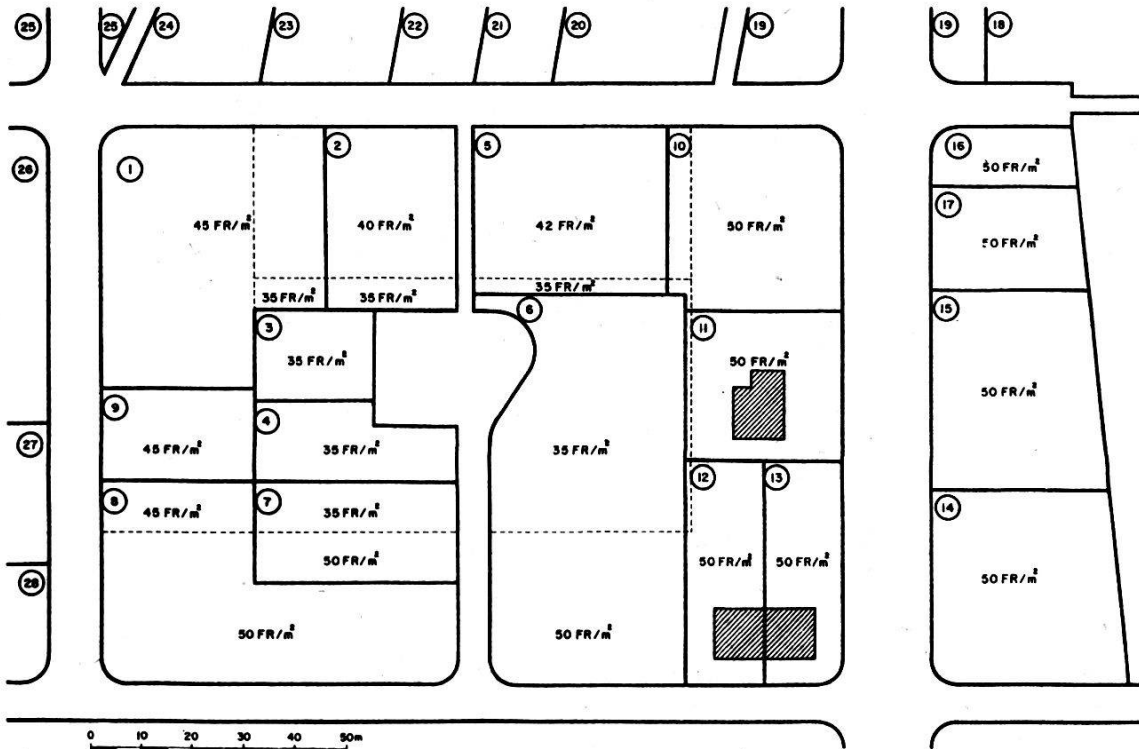 25 25 24 23 22 21 20 19 19 18
26 1 2 5 10 16
50 FR/m²
17
45 FR/m² 40 FR/m² 42 FR/m² 50 FR/m² 50 FR/m²
35 FR/m² 35 FR/m² 35 FR/m²
6 15
3 11
35 FR/m² 50 FR/m²
50 FR/m²
9
4
27 45 FR/m² 35 FR/m² 35 FR/m²
12 13
8 7 14
45 FR/m² 35 FR/m²
50 FR/m² 50 FR/m² 50 FR/m²
28 50 FR/m²
50 FR/m² 50 FR/m²
0 10 20 30 40 50m